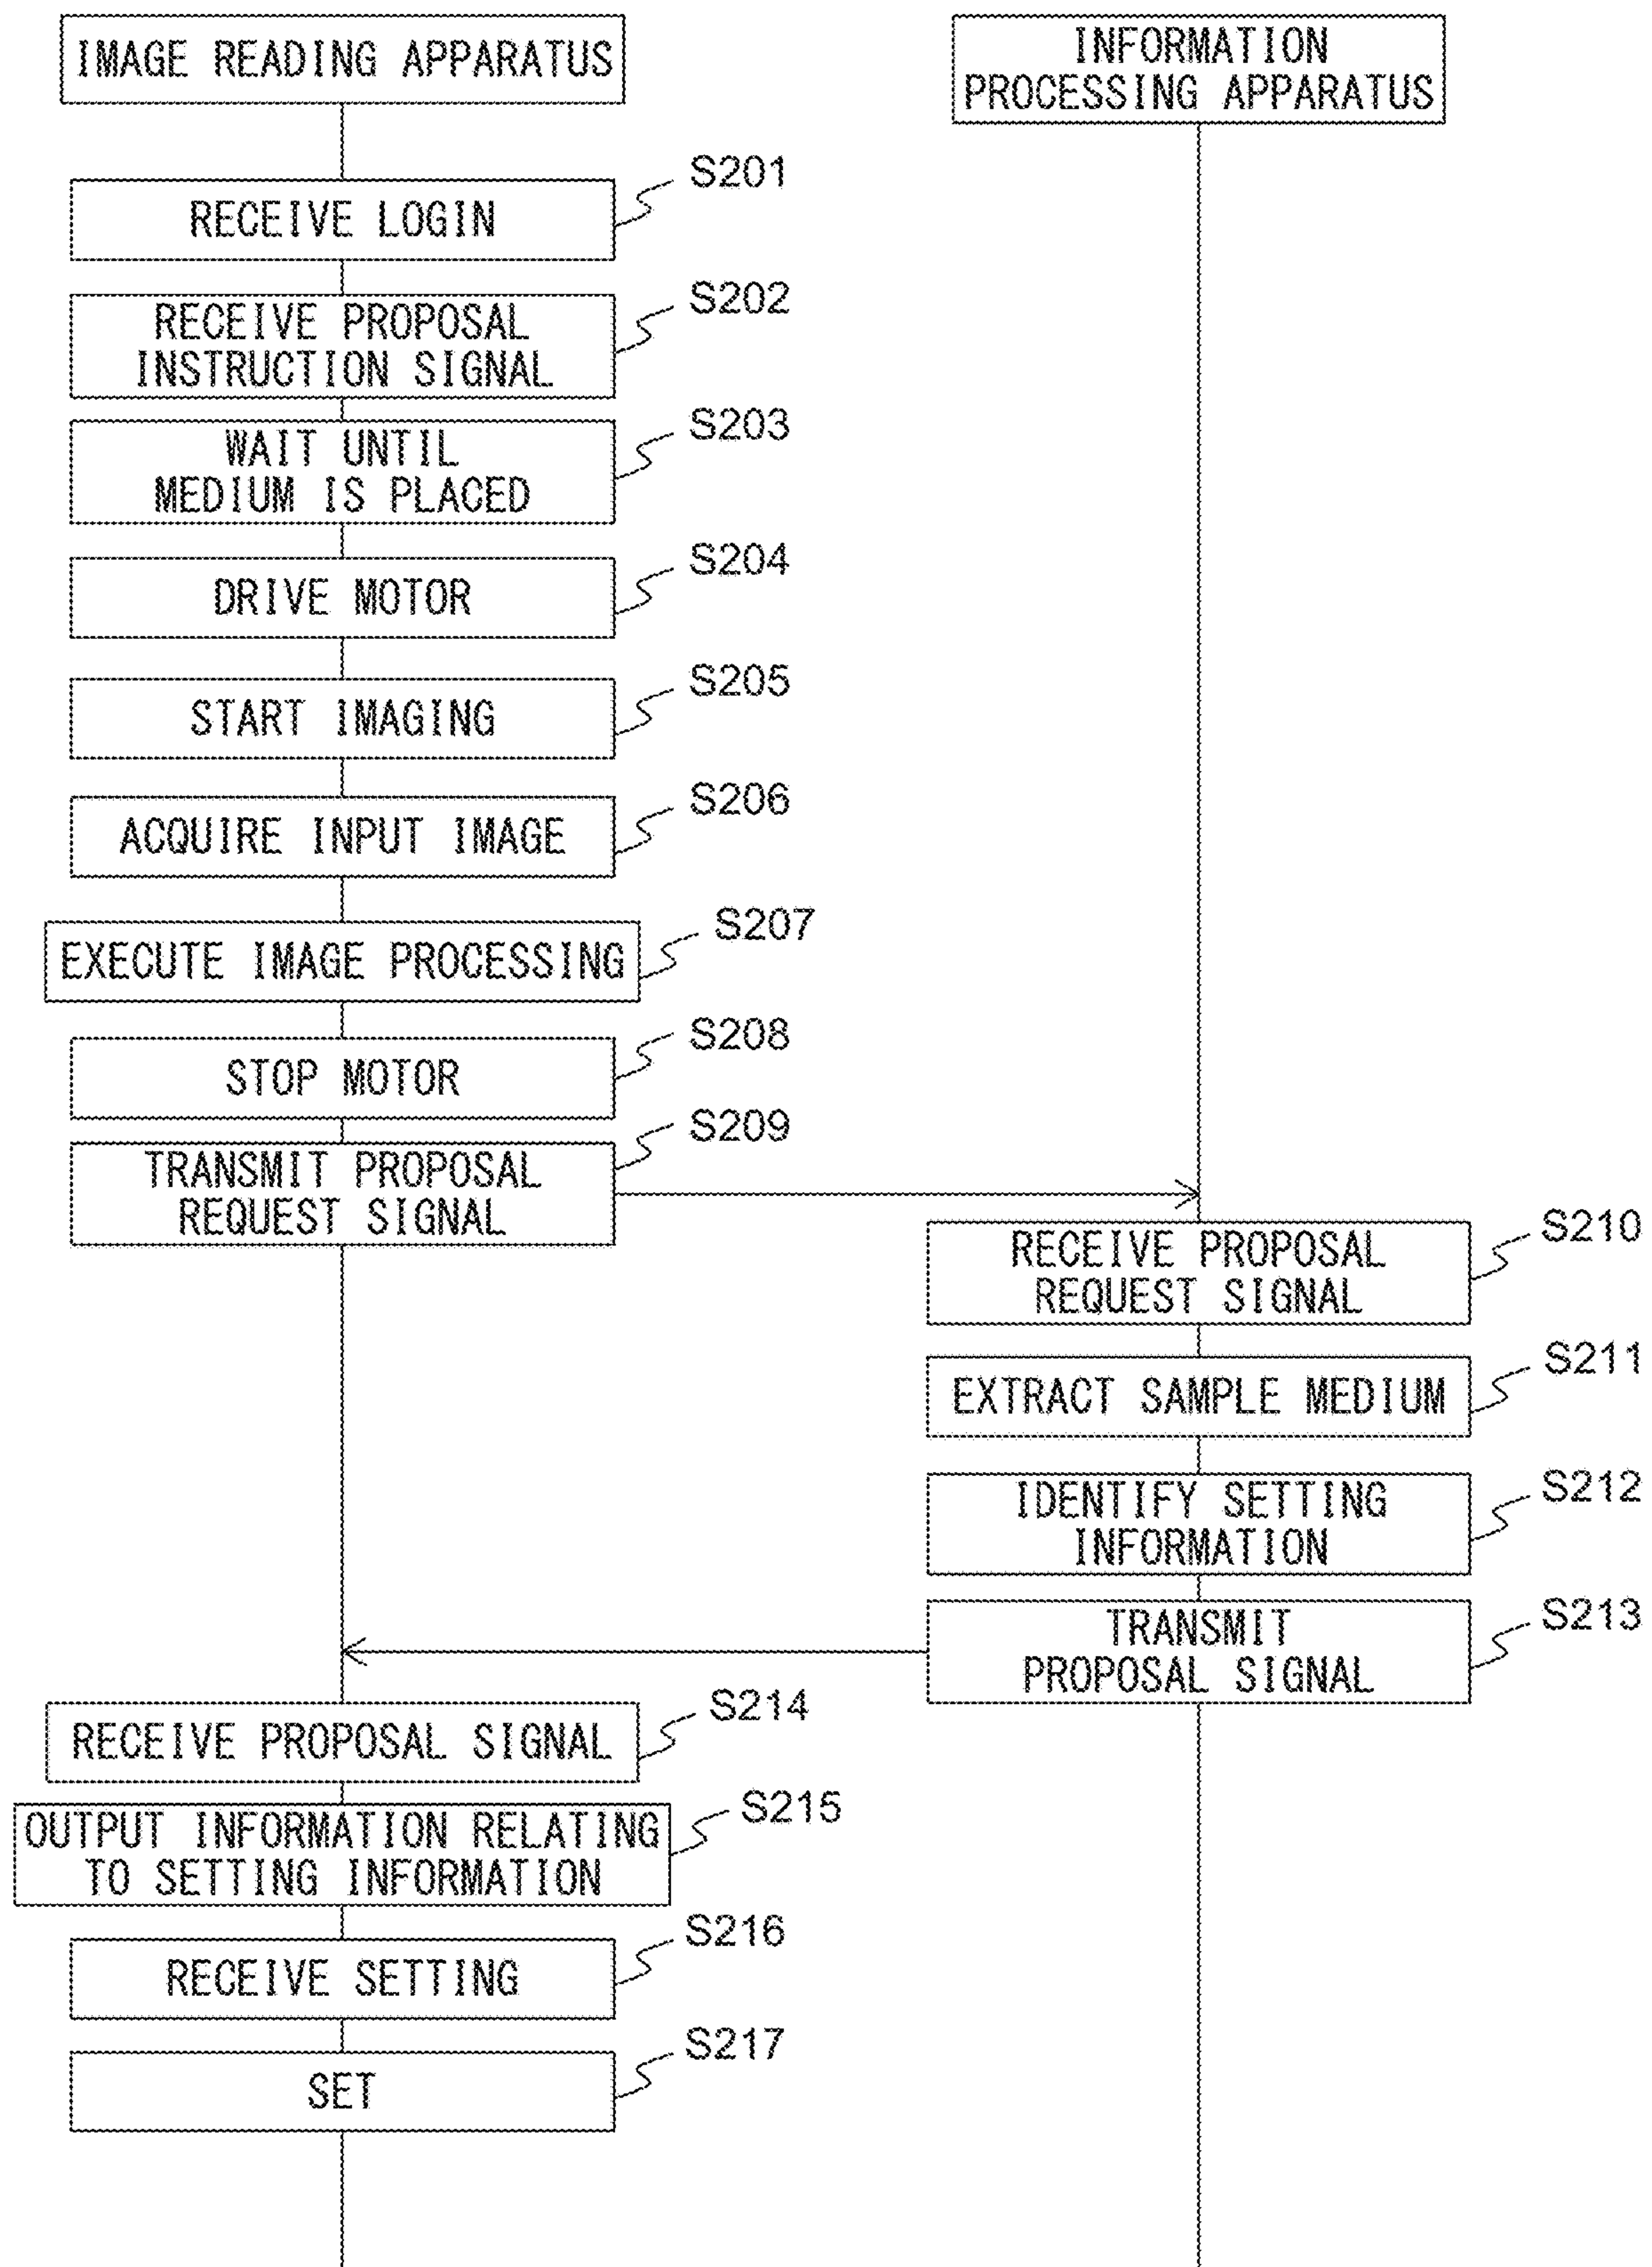 IMAGE READING APPARATUS
INFORMATION
PROCESSING APPARATUS
S201
RECEIVE LOGIN
S202
RECEIVE PROPOSAL
INSTRUCTION SIGNAL
S203
WAIT UNTIL
MEDIUM IS PLACED
S204
DRIVE MOTOR
S205
START IMAGING
S206
ACQUIRE INPUT IMAGE
S207
EXECUTE IMAGE PROCESSING
S208
STOP MOTOR
S209
TRANSMIT PROPOSAL
REQUEST SIGNAL
S210
RECEIVE PROPOSAL
REQUEST SIGNAL
S211
EXTRACT SAMPLE MEDIUM
S212
IDENTIFY SETTING
INFORMATION
S213
TRANSMIT
PROPOSAL SIGNAL
S214
RECEIVE PROPOSAL SIGNAL
S215
OUTPUT INFORMATION RELATING
TO SETTING INFORMATION
S216
RECEIVE SETTING
S217
SET